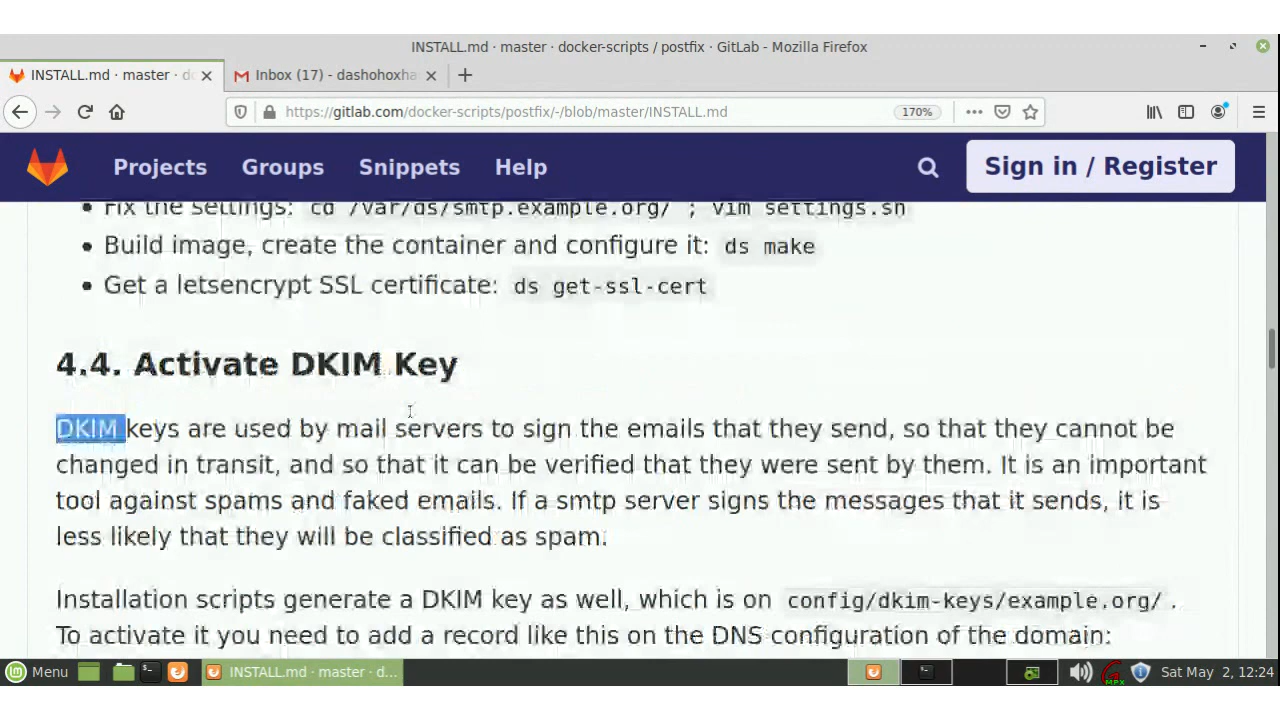 INSTALL.md · master · docker-scripts / postfix · GitLab - Mozilla Firefox
INSTALL.md · master · d
Inbox (17) - dashohoxha
https://gitlab.com/docker-scripts/postfix/-/blob/master/INSTALL.md
170%
Projects Groups Snippets Help Sign in / Register
• Fix the settings: cd /var/ds/smtp.example.org/ ; vim settings.sh
• Build image, create the container and configure it: ds make
• Get a letsencrypt SSL certificate: ds get-ssl-cert
4.4. Activate DKIM Key
DKIM keys are used by mail servers to sign the emails that they send, so that they cannot be
changed in transit, and so that it can be verified that they were sent by them. It is an important
tool against spams and faked emails. If a smtp server signs the messages that it sends, it is
less likely that they will be classified as spam.
Installation scripts generate a DKIM key as well, which is on config/dkim-keys/example.org/ .
To activate it you need to add a record like this on the DNS configuration of the domain:
Menu INSTALL.md · master · d... MPX Sat May 2, 12:24